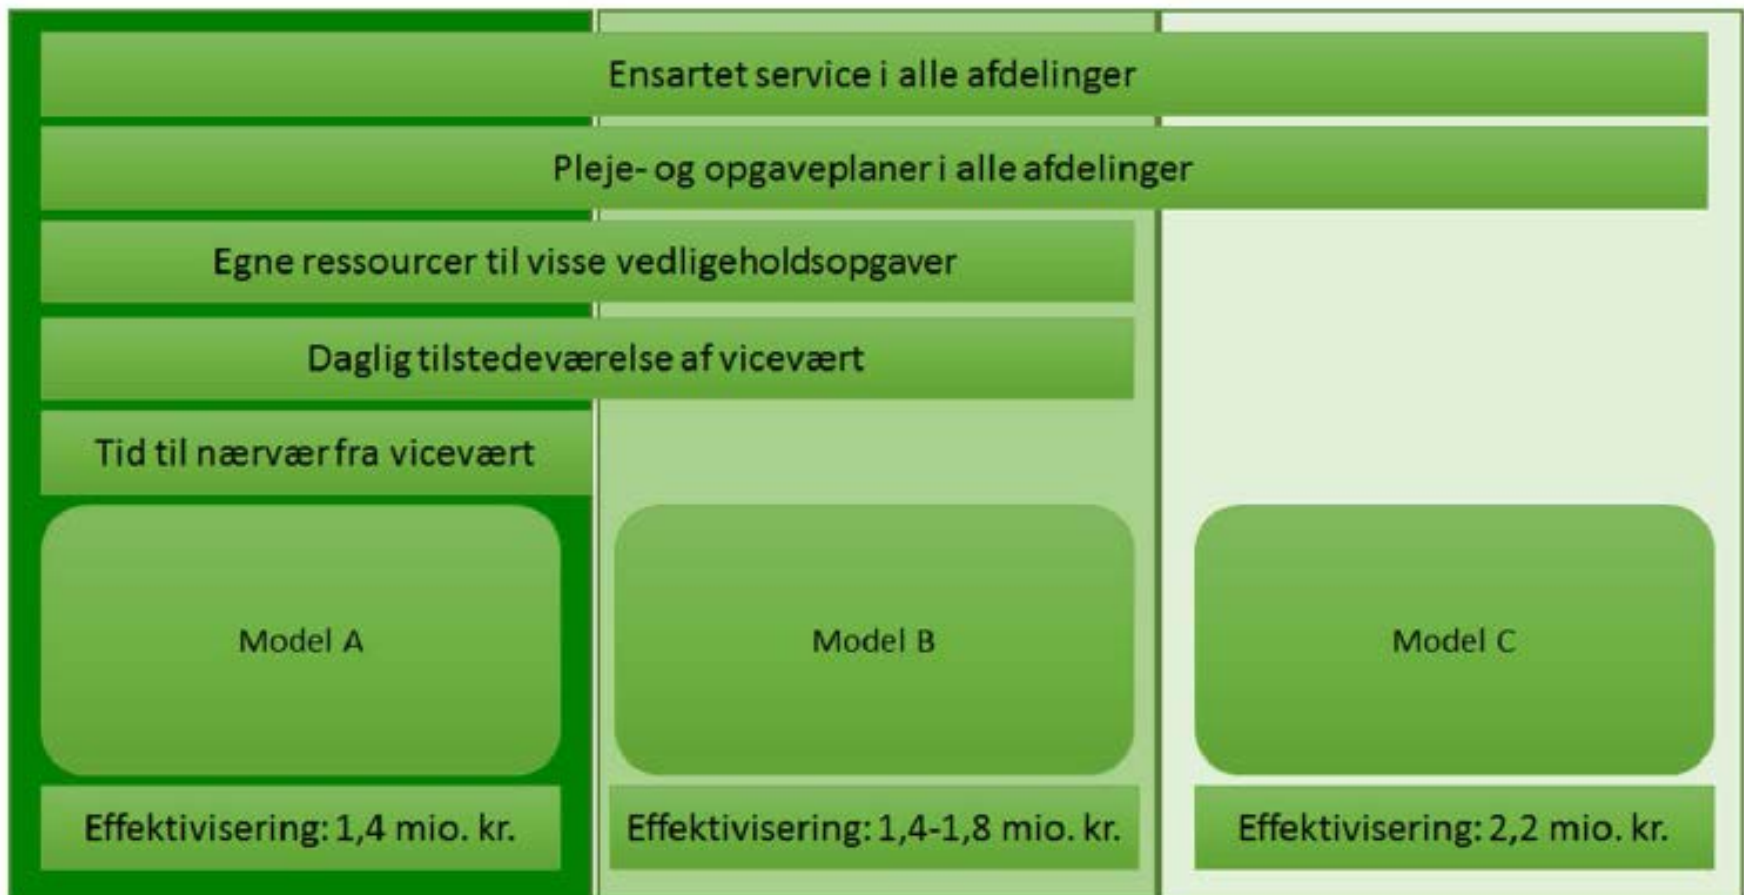 Ensartet service i alle afdelinger
Pleje- og opgaveplaner i alle afdelinger
Egne ressourcer til visse vedligeholdsopgaver
Daglig tilstedeværelse af vicevært
Tid til nærvær fra vicevært
Model A
Model B
Model C
Effektivisering: 1,4 mio. kr.
Effektivisering: 1,4-1,8 mio. kr.
Effektivisering: 2,2 mio. kr.